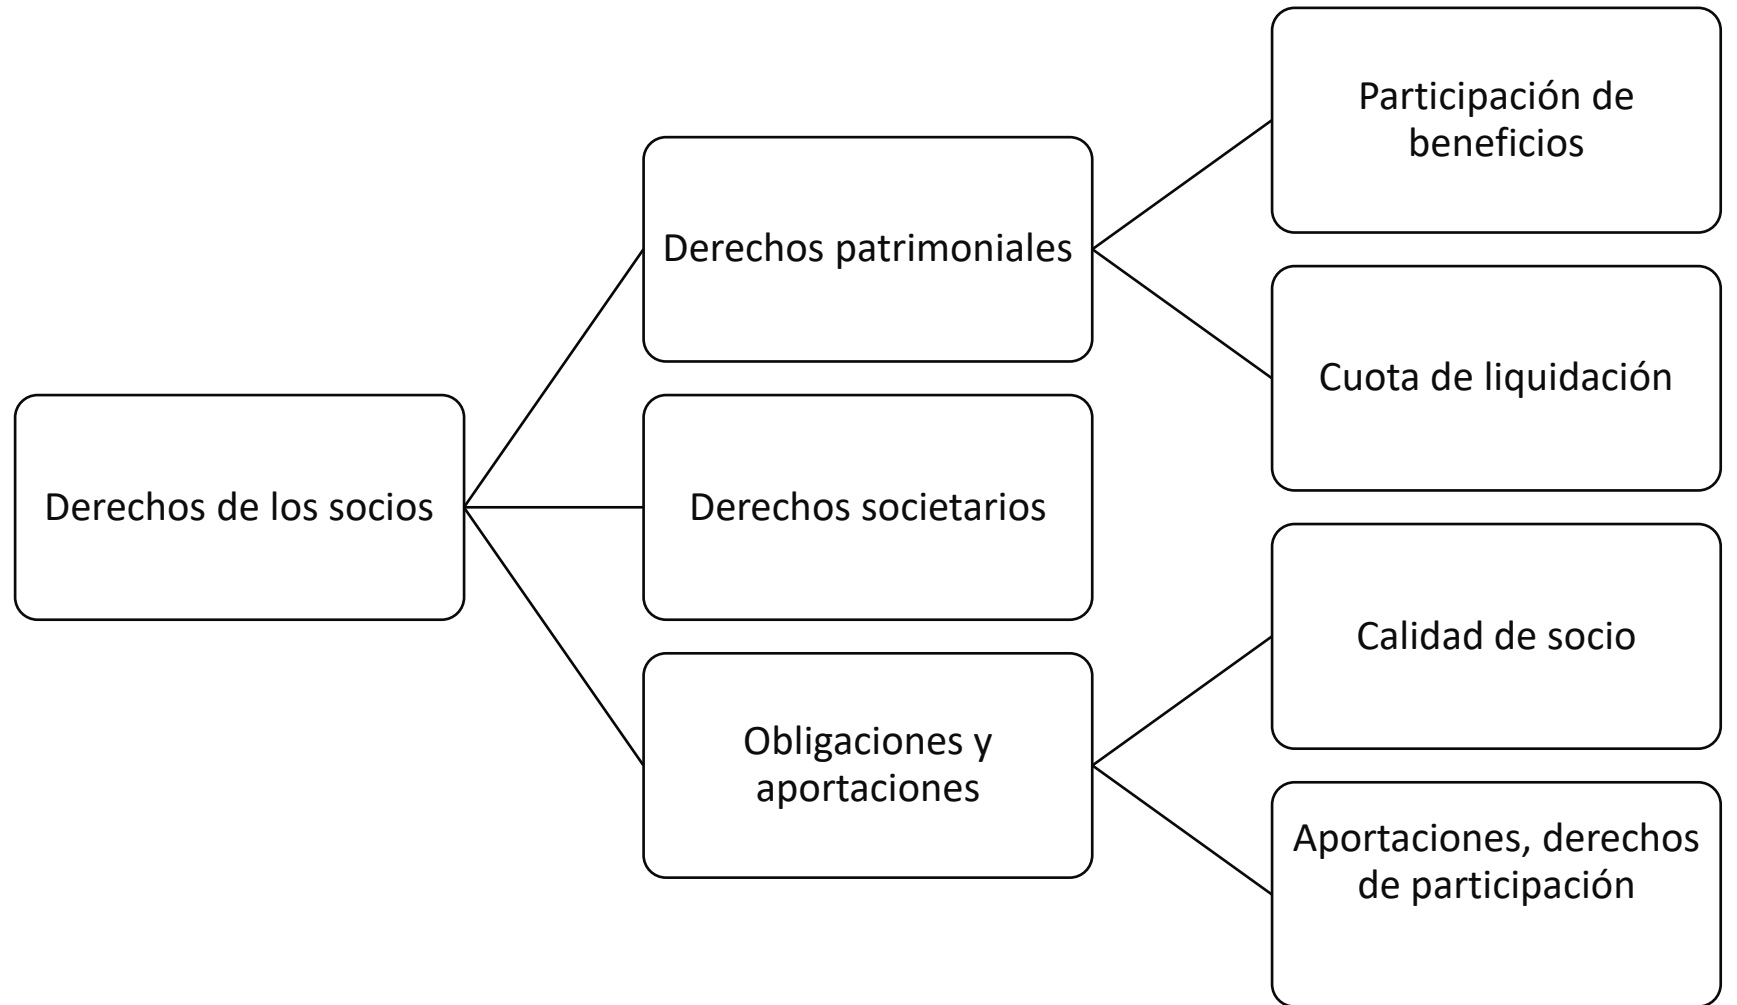 Derechos de los socios
Derechos patrimoniales
Participación de
beneficios
Cuota de liquidación
Derechos societarios
Obligaciones y
aportaciones
Calidad de socio
Aportaciones, derechos
de participación